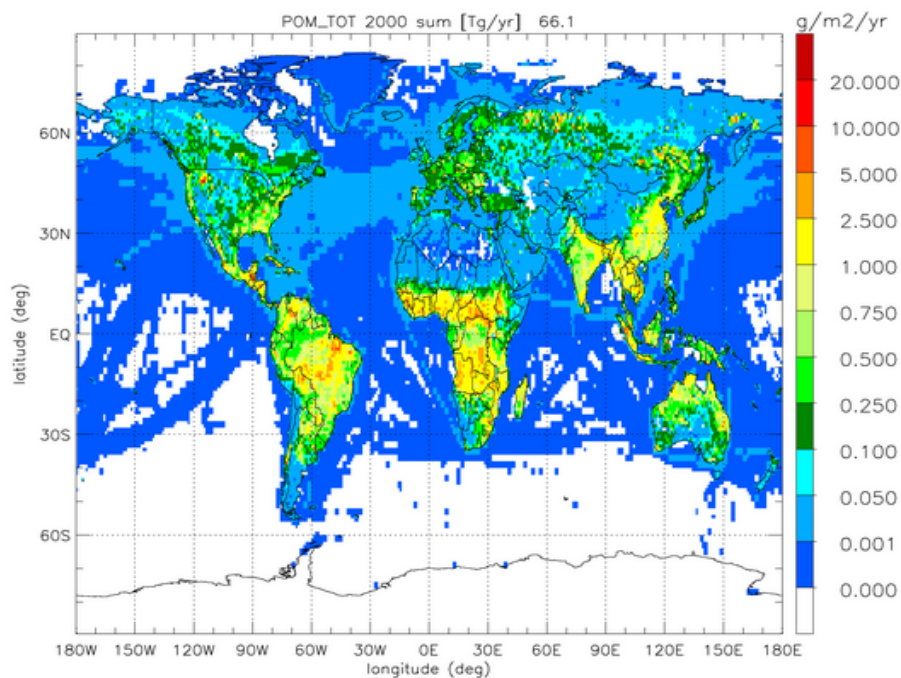 POM_TOT 2000 sum [Tg/yr] 66.1
g/m2/yr
20.000
10.000
5.000
2.500
1.000
0.750
0.500
0.250
0.100
0.050
0.001
0.000
latitude (deg)
60N
30N
EQ
30S
60S
180W 150W 120W 90W 60W 30W 0E 30E 60E 90E 120E 150E 180E
longitude (deg)